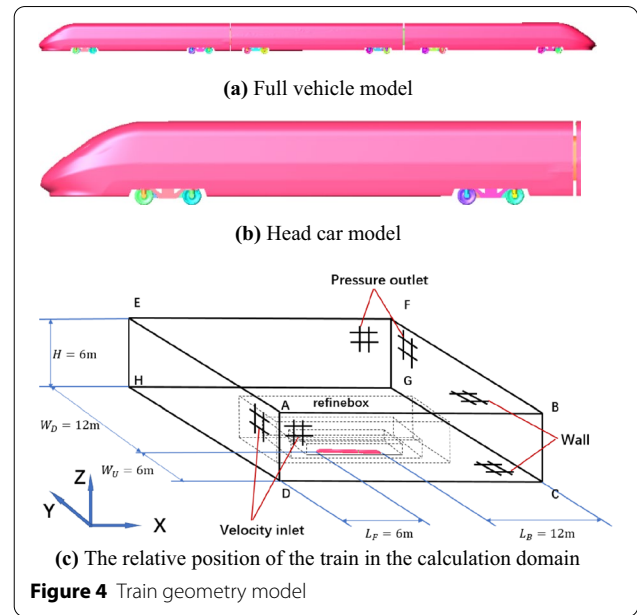 (a) Full vehicle model
(b) Head car model
Pressure outlet
E
F
H = 6m
H
G
A
refinebox
B
W_D = 12m
Wall
W_U = 6m
Z
D
C
Y
X
Velocity inlet
L_F = 6m
L_B = 12m
(c) The relative position of the train in the calculation domain
Figure 4 Train geometry model